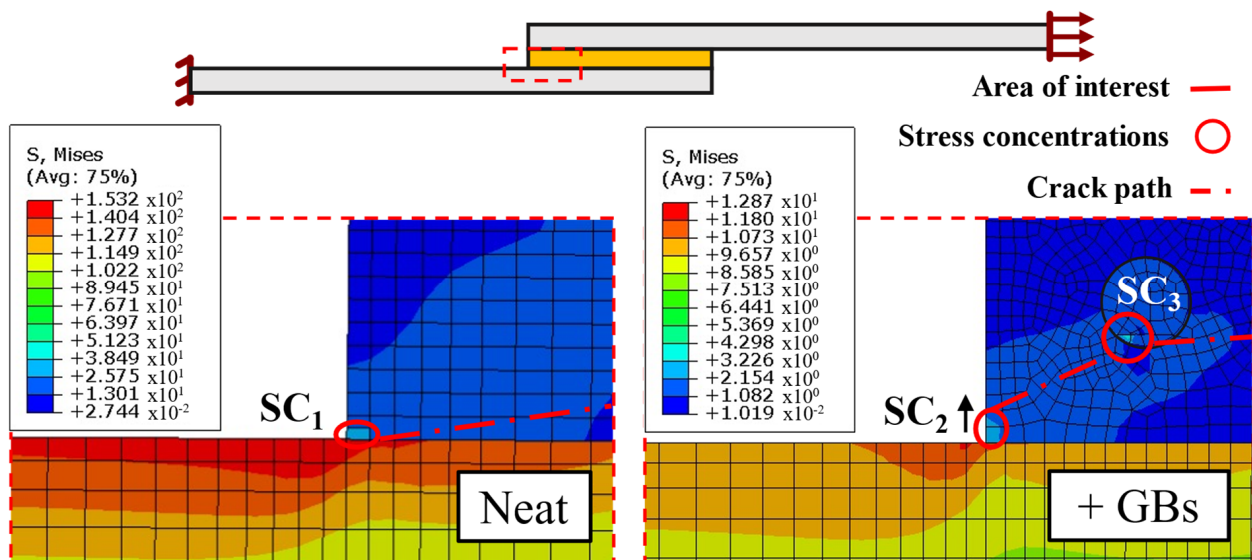 Area of interest
Stress concentrations
Crack path
S, Mises
(Avg: 75%)
+1.532 x10²
+1.404 x10²
+1.277 x10²
+1.149 x10²
+1.022 x10²
+8.945 x10¹
+7.671 x10¹
+6.397 x10¹
+5.123 x10¹
+3.849 x10¹
+2.575 x10¹
+1.301 x10¹
+2.744 x10⁻²
SC₁
Neat
S, Mises
(Avg: 75%)
+1.287 x10¹
+1.180 x10¹
+1.073 x10¹
+9.657 x10⁰
+8.585 x10⁰
+7.513 x10⁰
+6.441 x10⁰
+5.369 x10⁰
+4.298 x10⁰
+3.226 x10⁰
+2.154 x10⁰
+1.082 x10⁰
+1.019 x10⁻²
SC₃
SC₂
+ GBs